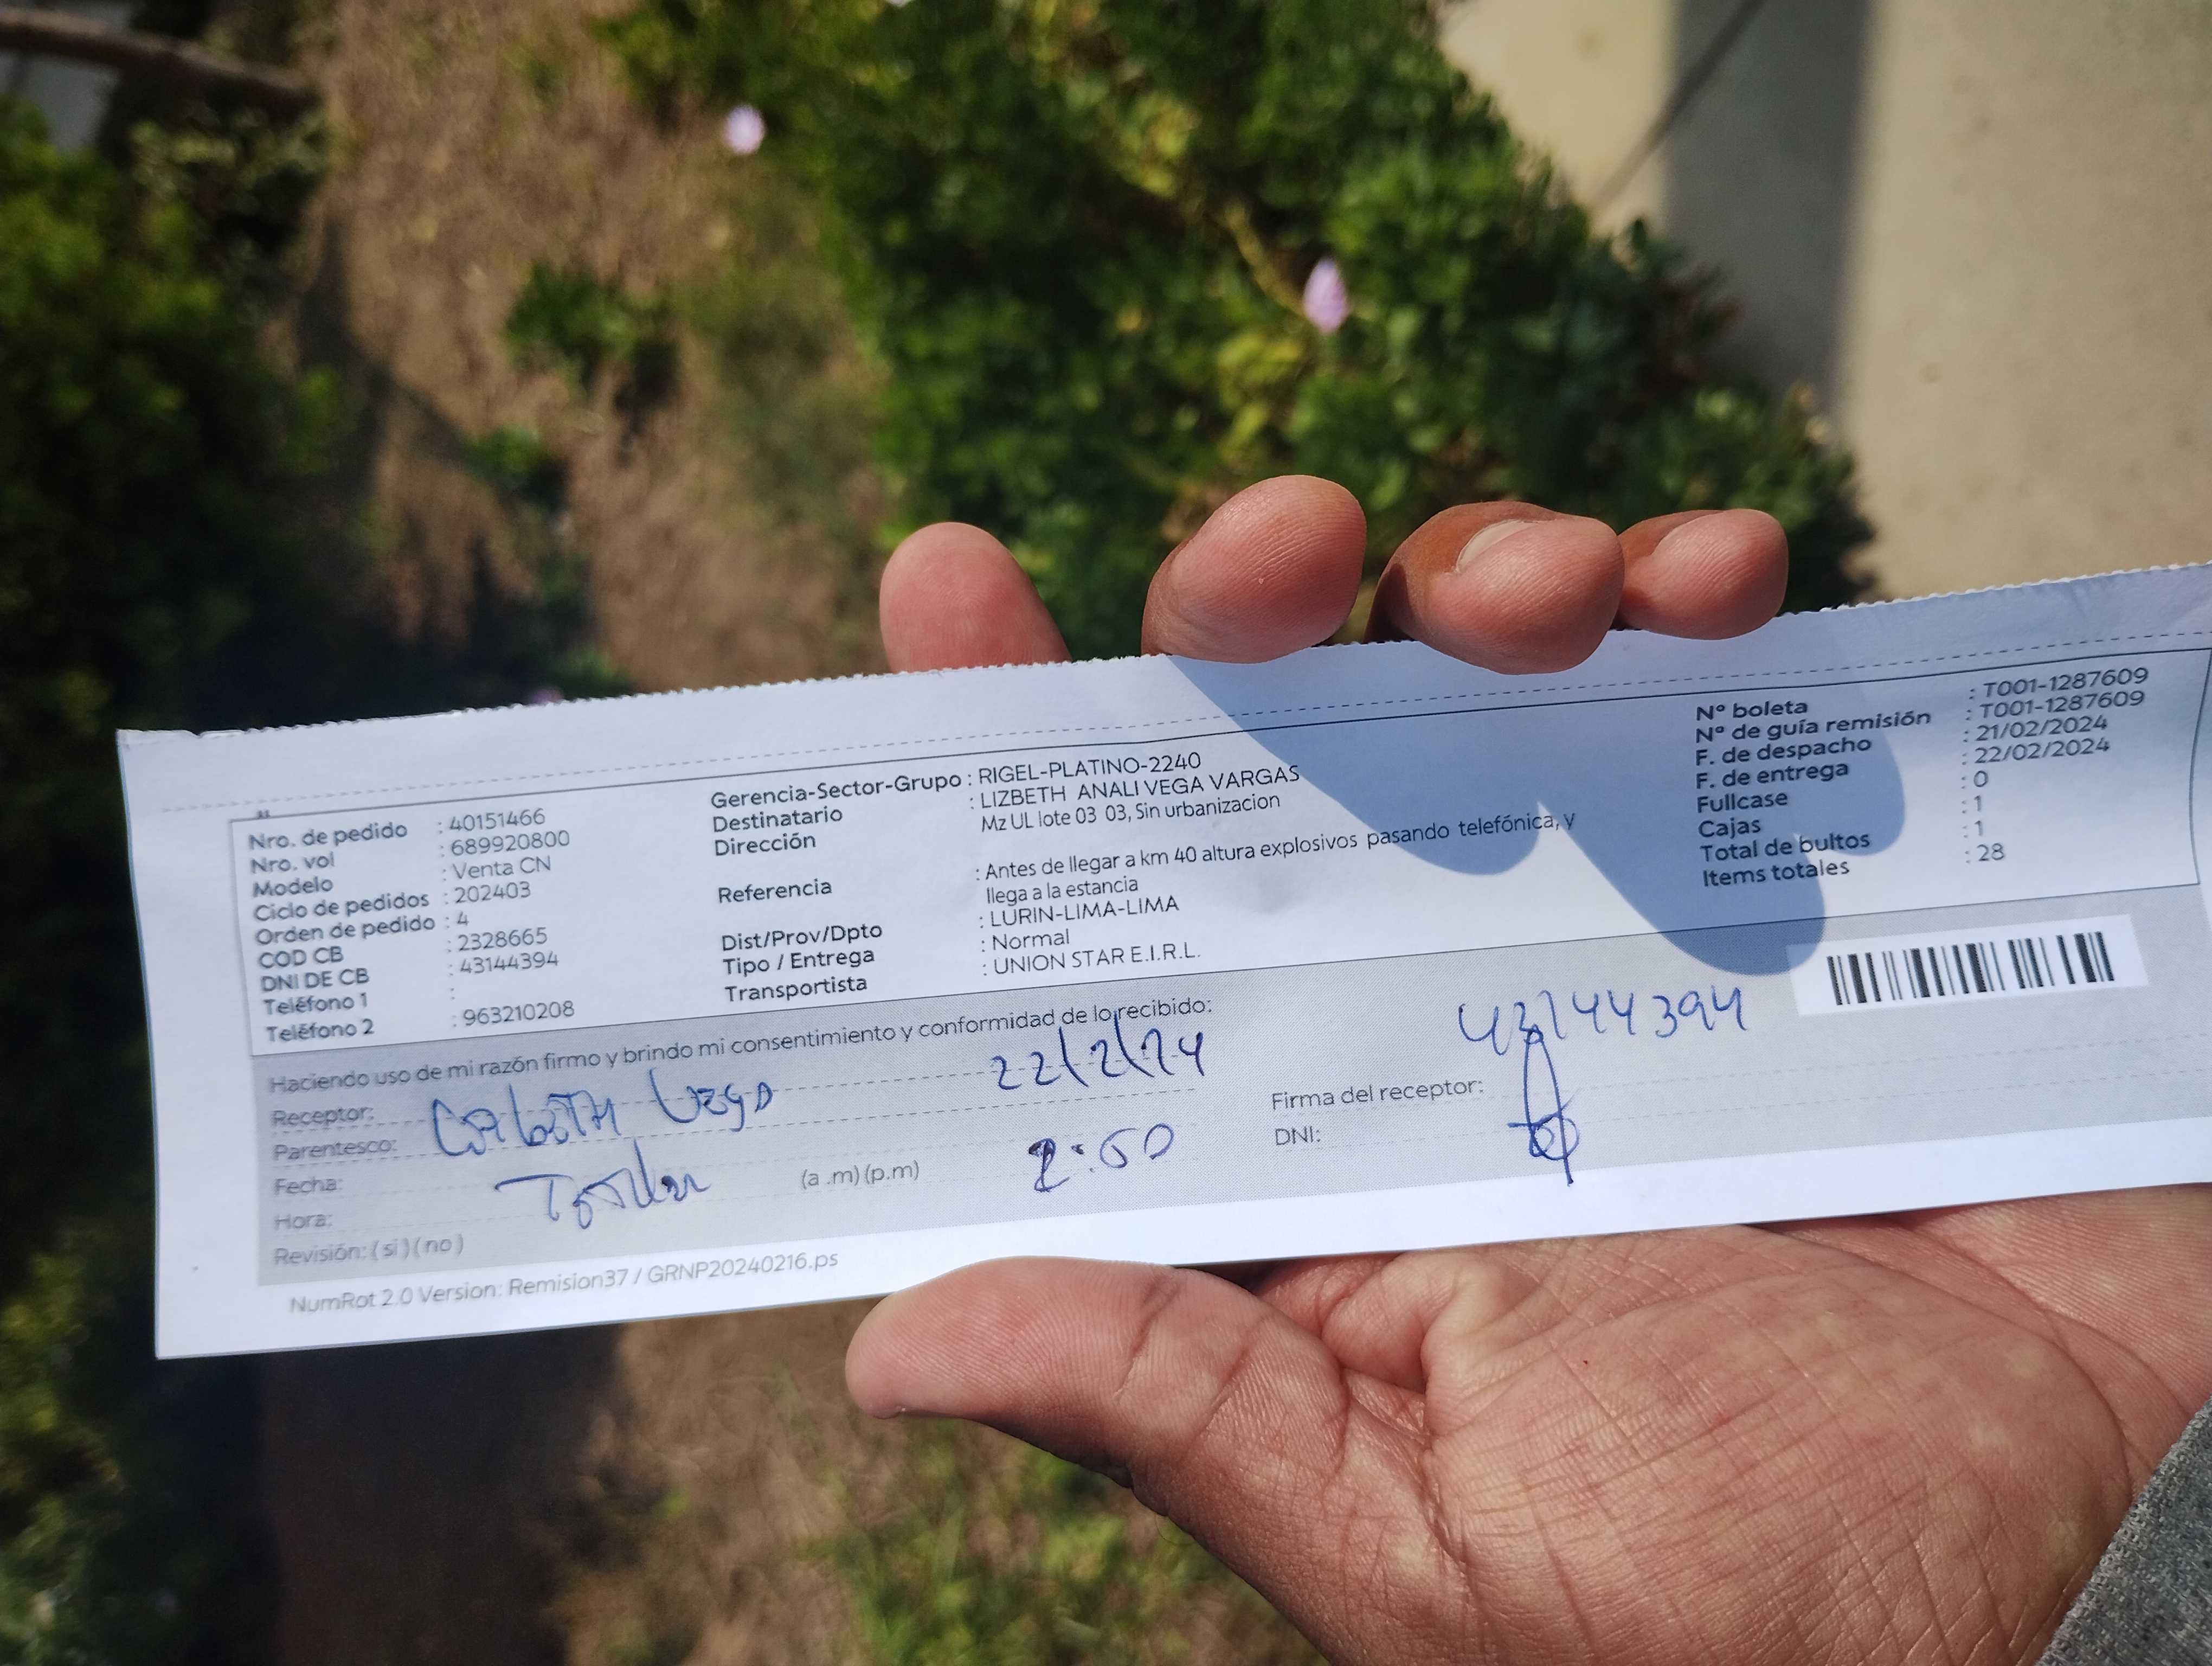 Nro. de pedido : 40151466
Nro. vol : 689920800
Modelo : Venta CN
Ciclo de pedidos : 202403
Orden de pedido : 4
COD CB : 2328665
DNI DE CB : 43144394
Teléfono 1 :
Teléfono 2 : 963210208
Gerencia-Sector-Grupo : RIGEL-PLATINO-2240
Destinatario : LIZBETH ANALI VEGA VARGAS
Dirección Mz UL lote 03 03, Sin urbanizacion
Referencia : Antes de llegar a km 40 altura explosivos pasando telefónica, y
llega a la estancia
Dist/Prov/Dpto : LURIN-LIMA-LIMA
Tipo / Entrega : Normal
Transportista : UNION STAR E.I.R.L.
Nº boleta : T001-1287609
Nº de guía remisión : T001-1287609
F. de despacho : 21/02/2024
F. de entrega : 22/02/2024
Fullcase : 0
Cajas : 1
Total de bultos : 1
Items totales : 28
Haciendo uso de mi razón firmo y brindo mi consentimiento y conformidad de lo recibido:
Receptor: Vega
Parentesco:
Fecha:
Hora: (a .m) (p.m)
Revisión: ( si ) ( no )
22/2/24
2:50
43144394
Firma del receptor:
DNI:
NumRot 2.0 Version: Remision37 / GRNP20240216.ps